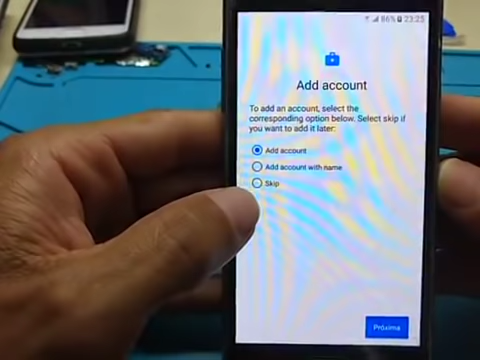 86% 23:25
Add account
To add an account, select the
corresponding option below. Select skip if
you want to add it later:
Add account
Add account with name
Skip
Próxima